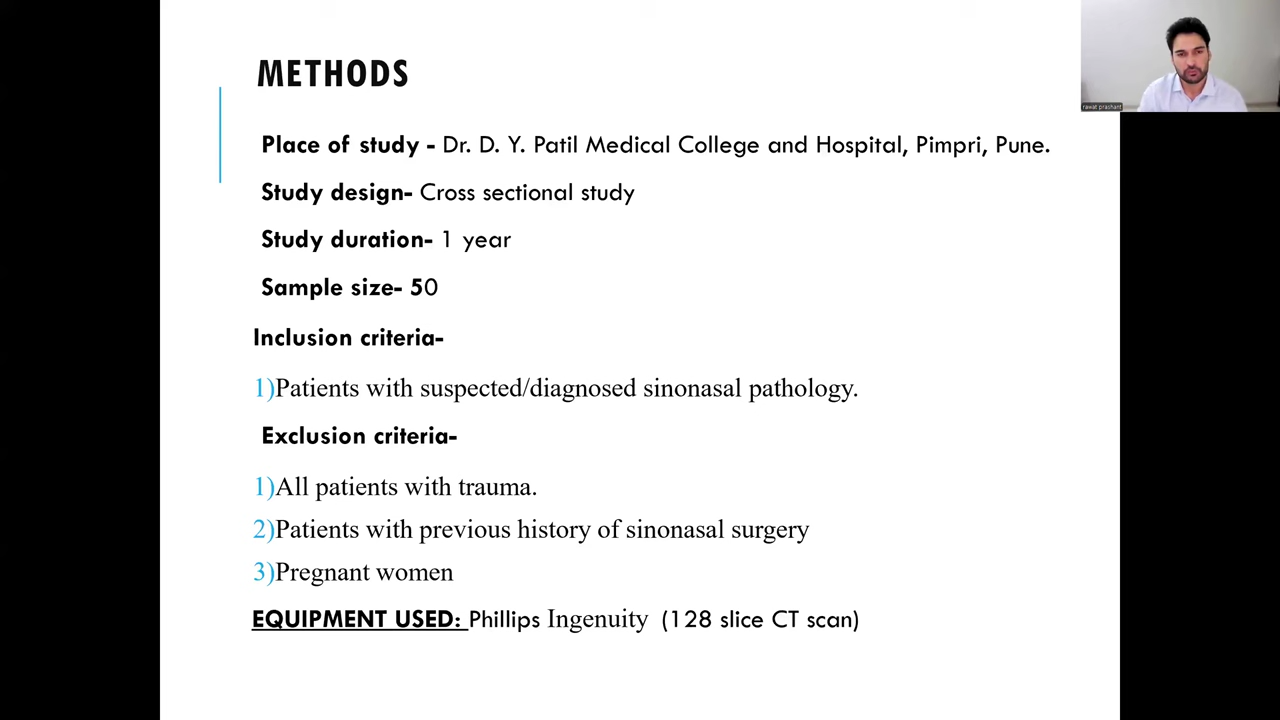 METHODS
Place of study - Dr. D. Y. Patil Medical College and Hospital, Pimpri, Pune.
Study design- Cross sectional study
Study duration- 1 year
Sample size- 50
Inclusion criteria-
1)Patients with suspected/diagnosed sinonasal pathology.
Exclusion criteria-
1)All patients with trauma.
2)Patients with previous history of sinonasal surgery
3)Pregnant women
EQUIPMENT USED: Phillips Ingenuity (128 slice CT scan)
rawat prashant